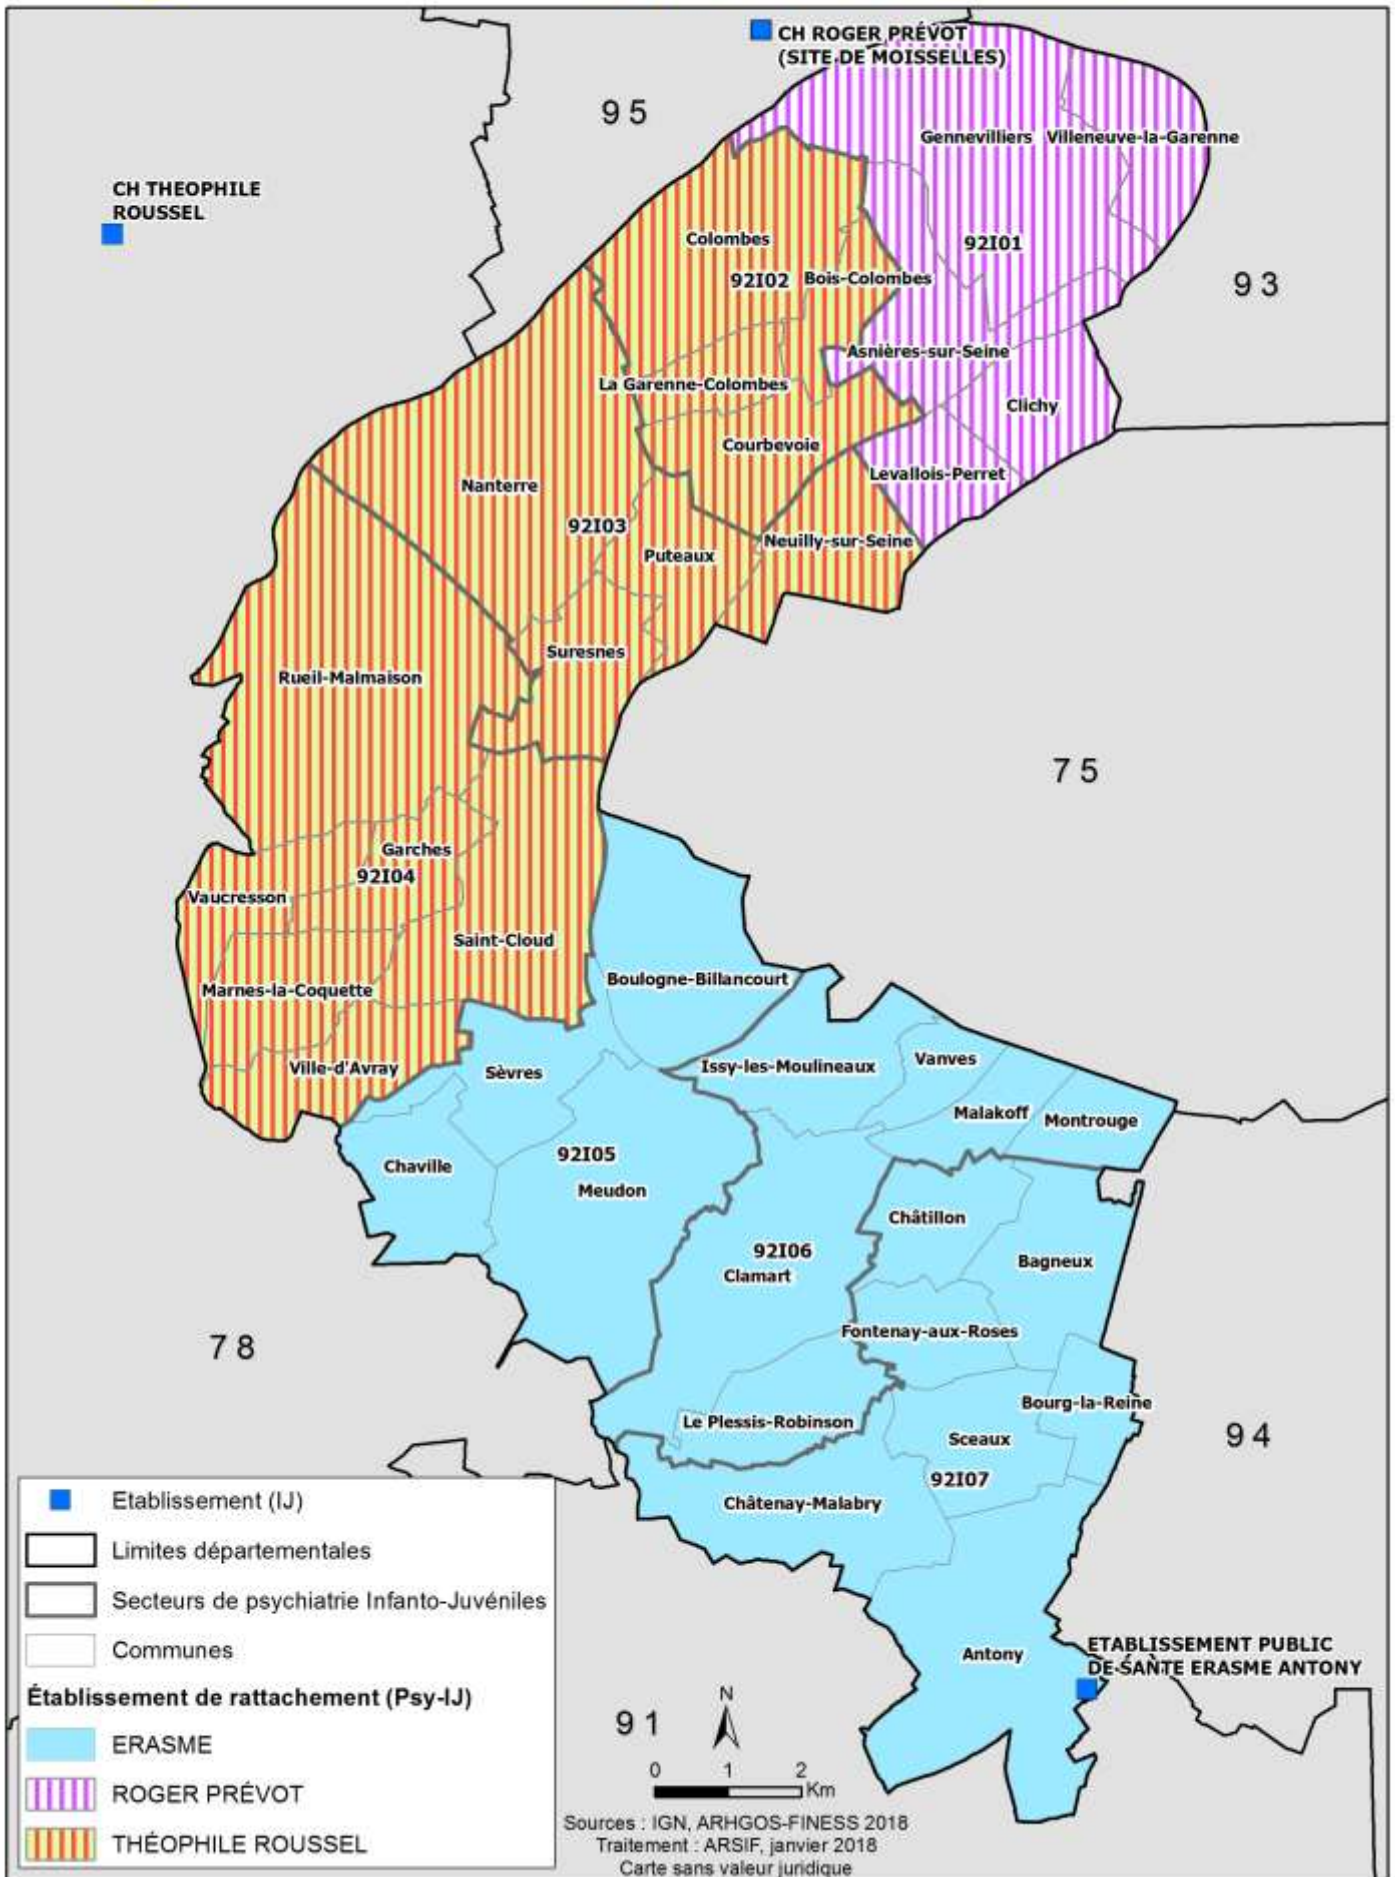 CH ROGER PRÉVOT
(SITE DE MOISSELLES)
95
Gennevilliers
Villeneuve-la-Garenne
CH THEOPHILE
ROUSSEL
Colombes
92I01
92I02
Bois-Colombes
93
Asnières-sur-Seine
La Garenne-Colombes
Clichy
Courbevoie
Levallois-Perret
Nanterre
92I03
Neuilly-sur-Seine
Puteaux
Suresnes
Rueil-Malmaison
75
Garches
92I04
Vaucresson
Saint-Cloud
Boulogne-Billancourt
Marnes-la-Coquette
Ville-d'Avray
Sèvres
Issy-les-Moulineaux
Vanves
Malakoff
Montrouge
Chaville
92I05
Meudon
Châtillon
92I06
Clamart
Bagneux
78
Fontenay-aux-Roses
Bourg-la-Reine
Le Plessis-Robinson
Sceaux
94
92I07
Châtenay-Malabry
Antony
ETABLISSEMENT PUBLIC
DE SANTE ERASME ANTONY
91
Etablissement (IJ)
Limites départementales
Secteurs de psychiatrie Infanto-Juvéniles
Communes
Établissement de rattachement (Psy-IJ)
ERASME
ROGER PRÉVOT
THÉOPHILE ROUSSEL
N
0 1 2
Km
Sources : IGN, ARHGOS-FINESS 2018
Traitement : ARSIF, janvier 2018
Carte sans valeur juridique